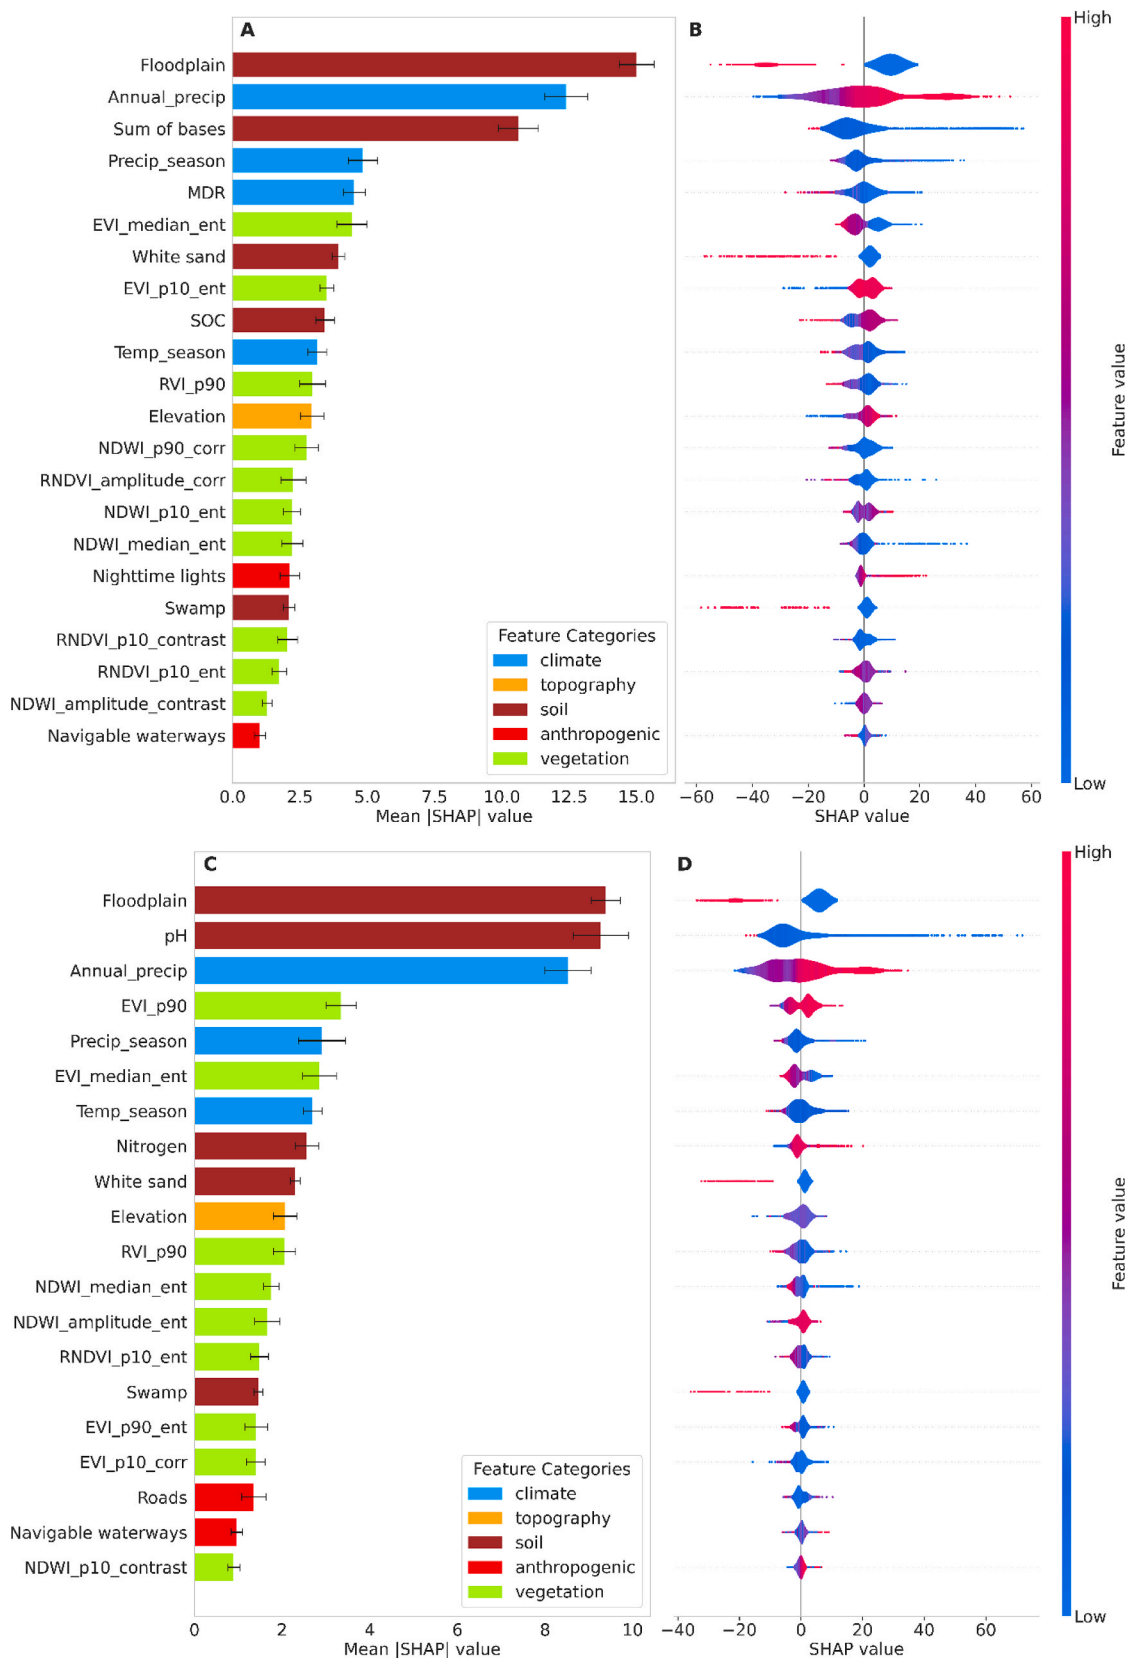 A
Floodplain
Annual_precip
Sum of bases
Precip_season
MDR
EVI_median_ent
White sand
EVI_p10_ent
SOC
Temp_season
RVI_p90
Elevation
NDWI_p90_corr
RNDVI_amplitude_corr
NDWI_p10_ent
NDWI_median_ent
Nighttime lights
Swamp
RNDVI_p10_contrast
RNDVI_p10_ent
NDWI_amplitude_contrast
Navigable waterways
Feature Categories
climate
topography
soil
anthropogenic
vegetation
0.0 2.5 5.0 7.5 10.0 12.5 15.0
Mean |SHAP| value
B
−60 −40 −20 0 20 40 60
SHAP value
High
Feature value
Low
C
Floodplain
pH
Annual_precip
EVI_p90
Precip_season
EVI_median_ent
Temp_season
Nitrogen
White sand
Elevation
RVI_p90
NDWI_median_ent
NDWI_amplitude_ent
RNDVI_p10_ent
Swamp
EVI_p90_ent
EVI_p10_corr
Roads
Navigable waterways
NDWI_p10_contrast
Feature Categories
climate
topography
soil
anthropogenic
vegetation
0 2 4 6 8 10
Mean |SHAP| value
D
−40 −20 0 20 40 60
SHAP value
High
Feature value
Low